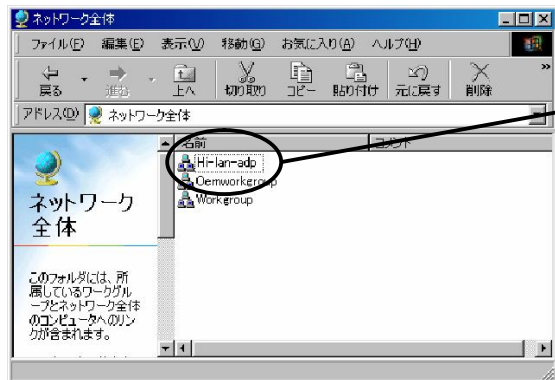 ネットワーク全体
ファイル(F) 編集(E) 表示(V) 移動(G) お気に入り(A) ヘルプ(H)
戻る 進む 上へ 切り取り コピー 貼り付け 元に戻す 削除 »
アドレス(D) ネットワーク全体
名前 コメント
Hi-lan-adp
Oemworkgroup
Workgroup
ネットワーク
全体
このフォルダには、所
属しているワークグル
ープとネットワーク全体
のコンピュータへのリン
クが含まれます。